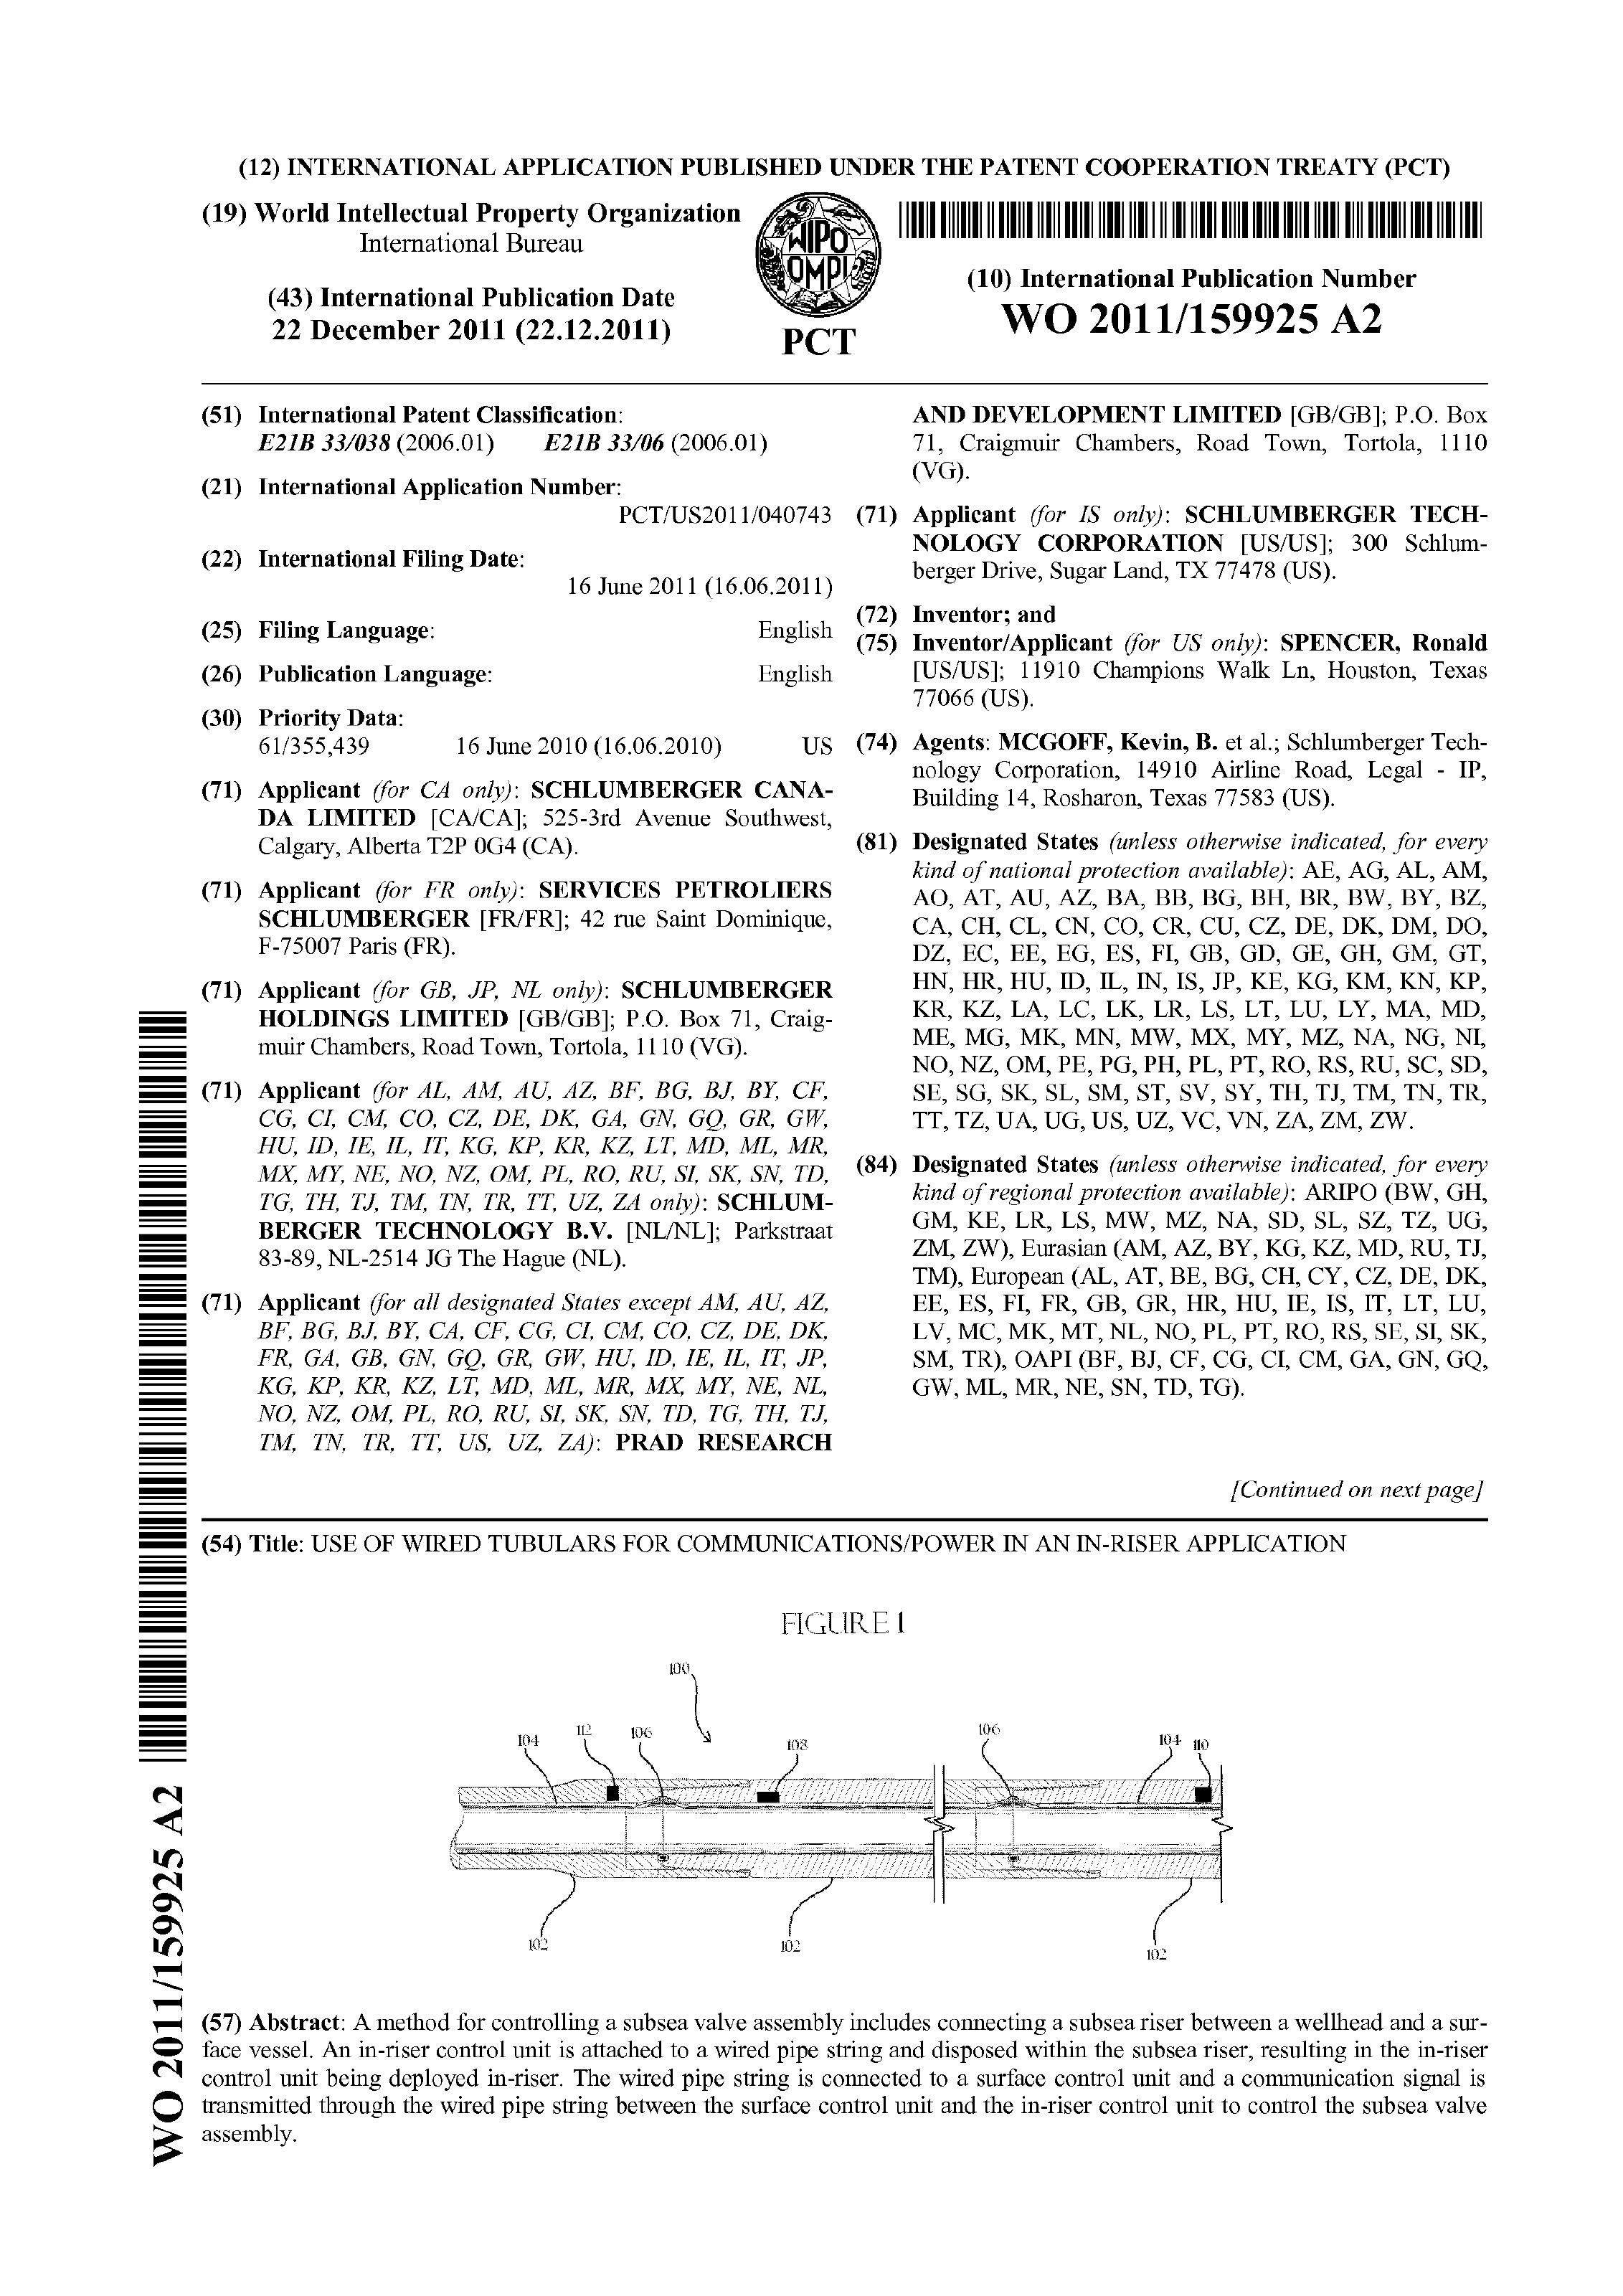 (12) INTERNATIONAL APPLICATION PUBLISHED UNDER THE PATENT COOPERATION TREATY (PCT)
(19) World Intellectual Property Organization
International Bureau
(43) International Publication Date
22 December 2011 (22.12.2011)
WIPO
OMPI
PCT
(10) International Publication Number
WO 2011/159925 A2
(51) International Patent Classification:
E21B 33/038 (2006.01) E21B 33/06 (2006.01)
(21) International Application Number:
PCT/US2011/040743
(22) International Filing Date:
16 June 2011 (16.06.2011)
(25) Filing Language: English
(26) Publication Language: English
(30) Priority Data:
61/355,439 16 June 2010 (16.06.2010) US
(71) Applicant (for CA only): SCHLUMBERGER CANA-
DA LIMITED [CA/CA]; 525-3rd Avenue Southwest,
Calgary, Alberta T2P 0G4 (CA).
(71) Applicant (for FR only): SERVICES PETROLIERS
SCHLUMBERGER [FR/FR]; 42 rue Saint Dominique,
F-75007 Paris (FR).
(71) Applicant (for GB, JP, NL only): SCHLUMBERGER
HOLDINGS LIMITED [GB/GB]; P.O. Box 71, Craig-
muir Chambers, Road Town, Tortola, 1110 (VG).
(71) Applicant (for AL, AM, AU, AZ, BF, BG, BJ, BY, CF,
CG, CI, CM, CO, CZ, DE, DK, GA, GN, GQ, GR, GW,
HU, ID, IE, IL, IT, KG, KP, KR, KZ, LT, MD, ML, MR,
MX, MY, NE, NO, NZ, OM, PL, RO, RU, SI, SK, SN, TD,
TG, TH, TJ, TM, TN, TR, TT, UZ, ZA only): SCHLUM-
BERGER TECHNOLOGY B.V. [NL/NL]; Parkstraat
83-89, NL-2514 JG The Hague (NL).
(71) Applicant (for all designated States except AM, AU, AZ,
BF, BG, BJ, BY, CA, CF, CG, CI, CM, CO, CZ, DE, DK,
FR, GA, GB, GN, GQ, GR, GW, HU, ID, IE, IL, IT, JP,
KG, KP, KR, KZ, LT, MD, ML, MR, MX, MY, NE, NL,
NO, NZ, OM, PL, RO, RU, SI, SK, SN, TD, TG, TH, TJ,
TM, TN, TR, TT, US, UZ, ZA): PRAD RESEARCH
AND DEVELOPMENT LIMITED [GB/GB]; P.O. Box
71, Craigmuir Chambers, Road Town, Tortola, 1110
(VG).
(71) Applicant (for IS only): SCHLUMBERGER TECH-
NOLOGY CORPORATION [US/US]; 300 Schlum-
berger Drive, Sugar Land, TX 77478 (US).
(72) Inventor; and
(75) Inventor/Applicant (for US only): SPENCER, Ronald
[US/US]; 11910 Champions Walk Ln, Houston, Texas
77066 (US).
(74) Agents: MCGOFF, Kevin, B. et al.; Schlumberger Tech-
nology Corporation, 14910 Airline Road, Legal - IP,
Building 14, Rosharon, Texas 77583 (US).
(81) Designated States (unless otherwise indicated, for every
kind of national protection available): AE, AG, AL, AM,
AO, AT, AU, AZ, BA, BB, BG, BH, BR, BW, BY, BZ,
CA, CH, CL, CN, CO, CR, CU, CZ, DE, DK, DM, DO,
DZ, EC, EE, EG, ES, FI, GB, GD, GE, GH, GM, GT,
HN, HR, HU, ID, IL, IN, IS, JP, KE, KG, KM, KN, KP,
KR, KZ, LA, LC, LK, LR, LS, LT, LU, LY, MA, MD,
ME, MG, MK, MN, MW, MX, MY, MZ, NA, NG, NI,
NO, NZ, OM, PE, PG, PH, PL, PT, RO, RS, RU, SC, SD,
SE, SG, SK, SL, SM, ST, SV, SY, TH, TJ, TM, TN, TR,
TT, TZ, UA, UG, US, UZ, VC, VN, ZA, ZM, ZW.
(84) Designated States (unless otherwise indicated, for every
kind of regional protection available): ARIPO (BW, GH,
GM, KE, LR, LS, MW, MZ, NA, SD, SL, SZ, TZ, UG,
ZM, ZW), Eurasian (AM, AZ, BY, KG, KZ, MD, RU, TJ,
TM), European (AL, AT, BE, BG, CH, CY, CZ, DE, DK,
EE, ES, FI, FR, GB, GR, HR, HU, IE, IS, IT, LT, LU,
LV, MC, MK, MT, NL, NO, PL, PT, RO, RS, SE, SI, SK,
SM, TR), OAPI (BF, BJ, CF, CG, CI, CM, GA, GN, GQ,
GW, ML, MR, NE, SN, TD, TG).
[Continued on next page]
(54) Title: USE OF WIRED TUBULARS FOR COMMUNICATIONS/POWER IN AN IN-RISER APPLICATION
FIGURE 1
100
104 112 106 108 106 104 110
102 102 102
(57) Abstract: A method for controlling a subsea valve assembly includes connecting a subsea riser between a wellhead and a sur-
face vessel. An in-riser control unit is attached to a wired pipe string and disposed within the subsea riser, resulting in the in-riser
control unit being deployed in-riser. The wired pipe string is connected to a surface control unit and a communication signal is
transmitted through the wired pipe string between the surface control unit and the in-riser control unit to control the subsea valve
assembly.
WO 2011/159925 A2